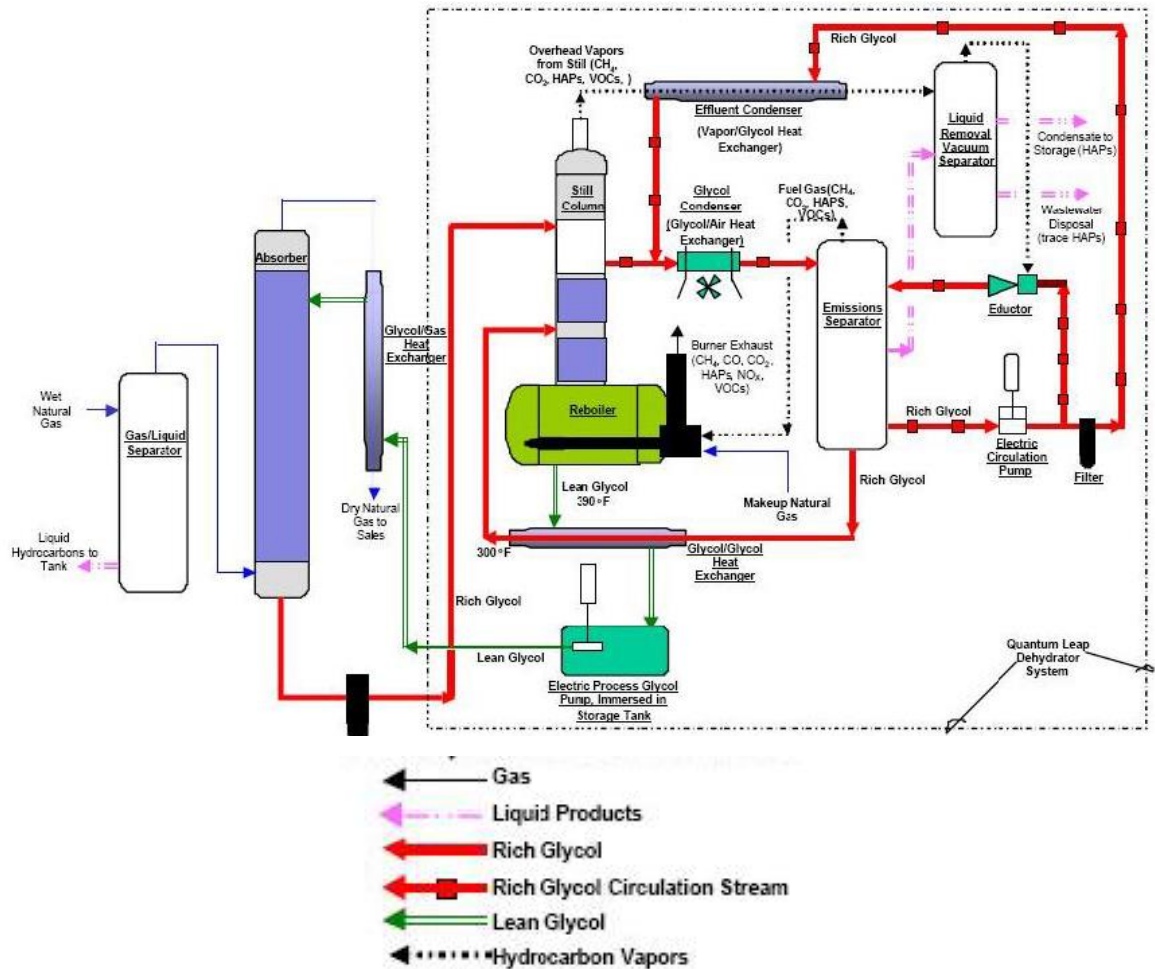 Overhead Vapors
from Still (CH₄,
CO₂, HAPs, VOCs, )
Rich Glycol
Effluent Condenser
(Vapor/Glycol Heat
Exchanger)
Liquid
Removal
Vacuum
Separator
Condensate to
Storage (HAPs)
Wastewater
Disposal
(trace HAPs)
Still
Column
Glycol
Condenser
(Glycol/Air Heat
Exchanger)
Fuel Gas(CH₄,
CO₂, HAPS,
VOCs)
Absorber
Glycol/Gas
Heat
Exchanger
Emissions
Separator
Eductor
Burner Exhaust
(CH₄, CO, CO₂,
HAPs, NOₓ,
VOCs)
Wet
Natural
Gas
Gas/Liquid
Separator
Reboiler
Rich Glycol
Electric
Circulation
Pump
Filter
Lean Glycol
390°F
Makeup Natural
Gas
Rich Glycol
Dry Natural
Gas to
Sales
Liquid
Hydrocarbons to
Tank
300°F
Glycol/Glycol
Heat
Exchanger
Rich Glycol
Lean Glycol
Electric Process Glycol
Pump, Immersed in
Storage Tank
Quantum Leap
Dehydrator
System
Gas
Liquid Products
Rich Glycol
Rich Glycol Circulation Stream
Lean Glycol
Hydrocarbon Vapors